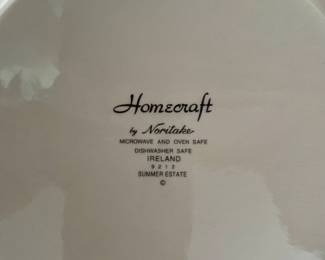 Homecraft
by Noritake
MICROWAVE AND OVEN SAFE
DISHWASHER SAFE
IRELAND
9213
SUMMER ESTATE
©